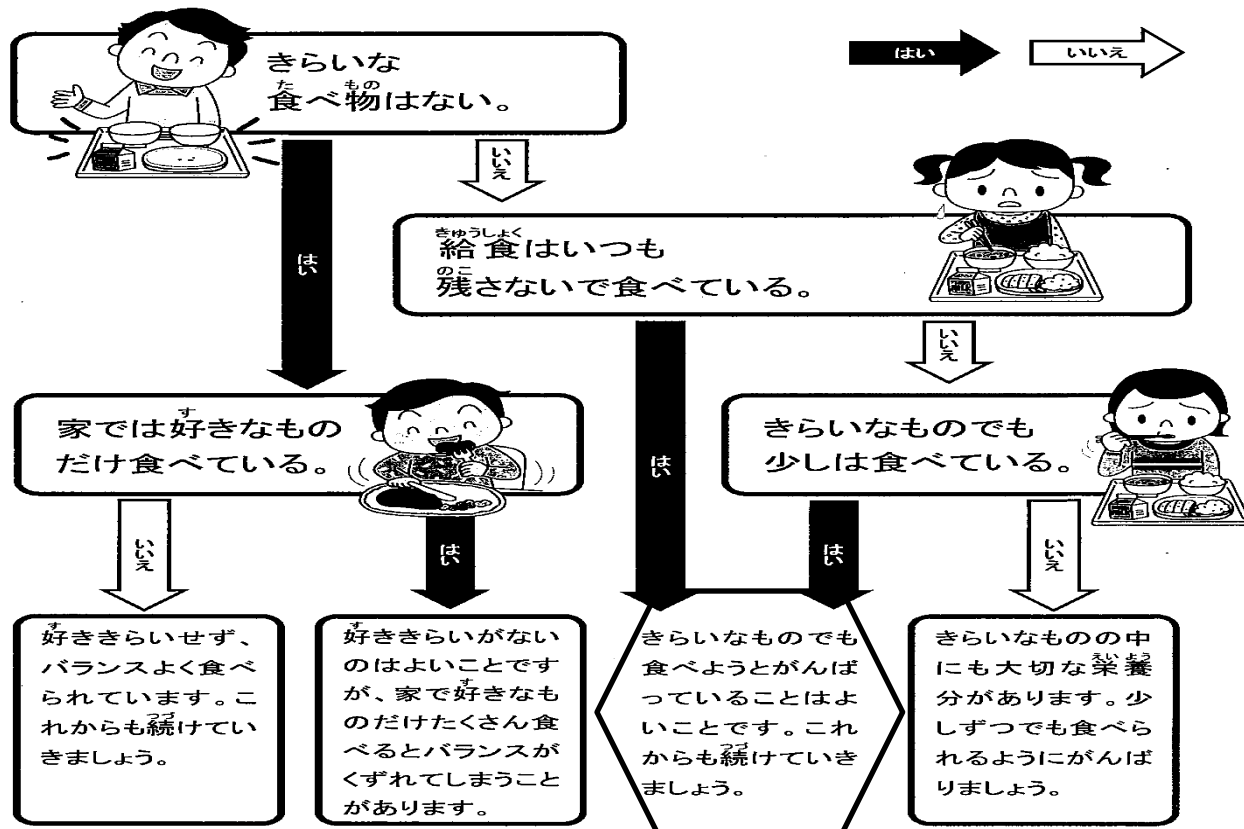 きらいな
食べ物はない。
はい
いいえ
はい
いいえ
給食はいつも
残さないで食べている。
はい
いいえ
家では好きなもの
だけ食べている。
きらいなものでも
少しは食べている。
いいえ
はい
はい
いいえ
好ききらいせず、
バランスよく食べ
られています。こ
れからも続けてい
きましょう。
好ききらいがない
のはよいことです
が、家で好きなも
のだけたくさん食
べるとバランスが
くずれてしまうこと
があります。
きらいなものでも
食べようとがんば
っていることはよ
いことです。これ
からも続けていき
ましょう。
きらいなものの中
にも大切な栄養
分があります。少
しずつでも食べら
れるようにがんば
りましょう。